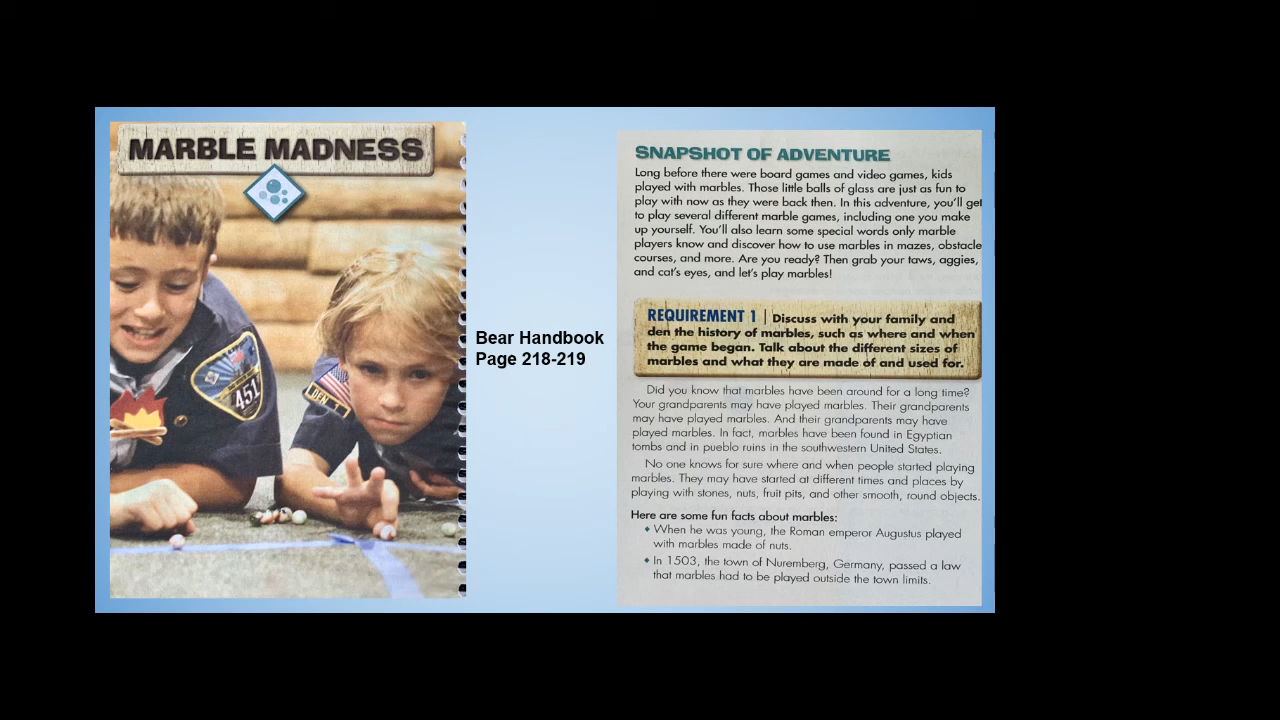 MARBLE MADNESS
451
DEN 1
Bear Handbook
Page 218-219
SNAPSHOT OF ADVENTURE
Long before there were board games and video games, kids
played with marbles. Those little balls of glass are just as fun to
play with now as they were back then. In this adventure, you'll get
to play several different marble games, including one you make
up yourself. You'll also learn some special words only marble
players know and discover how to use marbles in mazes, obstacle
courses, and more. Are you ready? Then grab your taws, aggies,
and cat's eyes, and let's play marbles!
REQUIREMENT 1 | Discuss with your family and
den the history of marbles, such as where and when
the game began. Talk about the different sizes of
marbles and what they are made of and used for.
Did you know that marbles have been around for a long time?
Your grandparents may have played marbles. Their grandparents
may have played marbles. And their grandparents may have
played marbles. In fact, marbles have been found in Egyptian
tombs and in pueblo ruins in the southwestern United States.
No one knows for sure where and when people started playing
marbles. They may have started at different times and places by
playing with stones, nuts, fruit pits, and other smooth, round objects.
Here are some fun facts about marbles:
♦ When he was young, the Roman emperor Augustus played
with marbles made of nuts.
♦ In 1503, the town of Nuremberg, Germany, passed a law
that marbles had to be played outside the town limits.